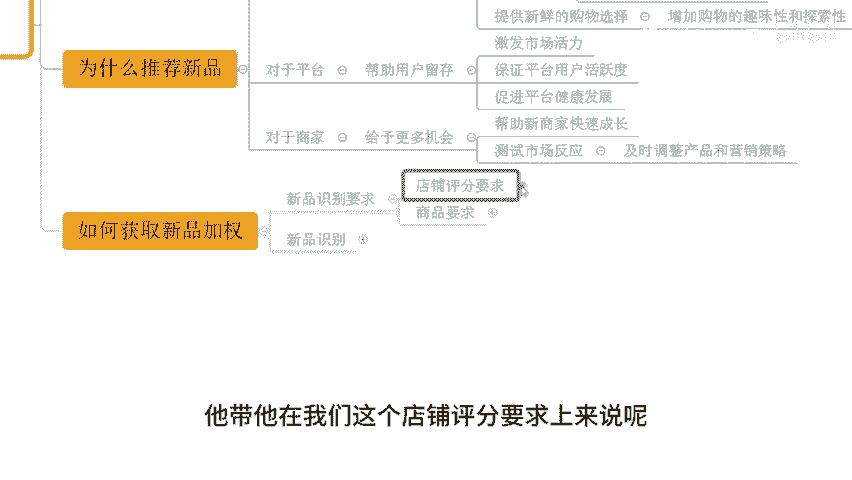 提供新鲜的购物选择 增加购物的趣味性和探索性
激发市场活力
为什么推荐新品 对于平台 帮助用户留存 保证平台用户活跃度
促进平台健康发展
帮助新商家快速成长
对于商家 给予更多机会
测试市场反应 及时调整产品和营销策略
店铺评分要求
新品识别要求
商品要求
如何获取新品加权
新品识别
他带他在我们这个店铺评分要求上来说呢